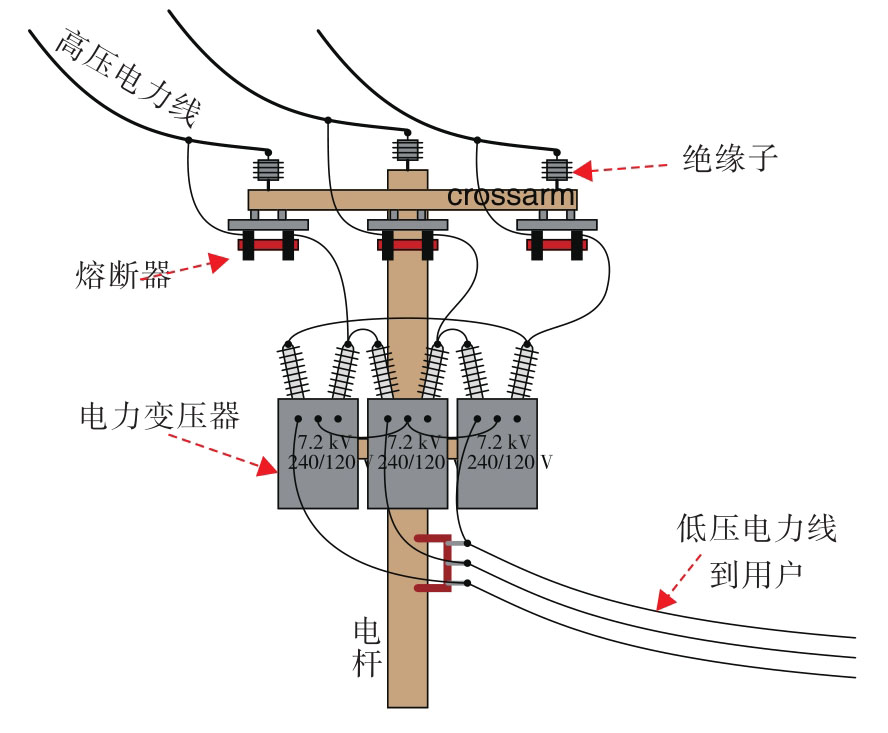 高压电力线
绝缘子
crossarm
熔断器
电力变压器
7.2 kV
240/120 V
7.2 kV
240/120
7.2 kV
240/120 V
低压电力线
到用户
电
杆